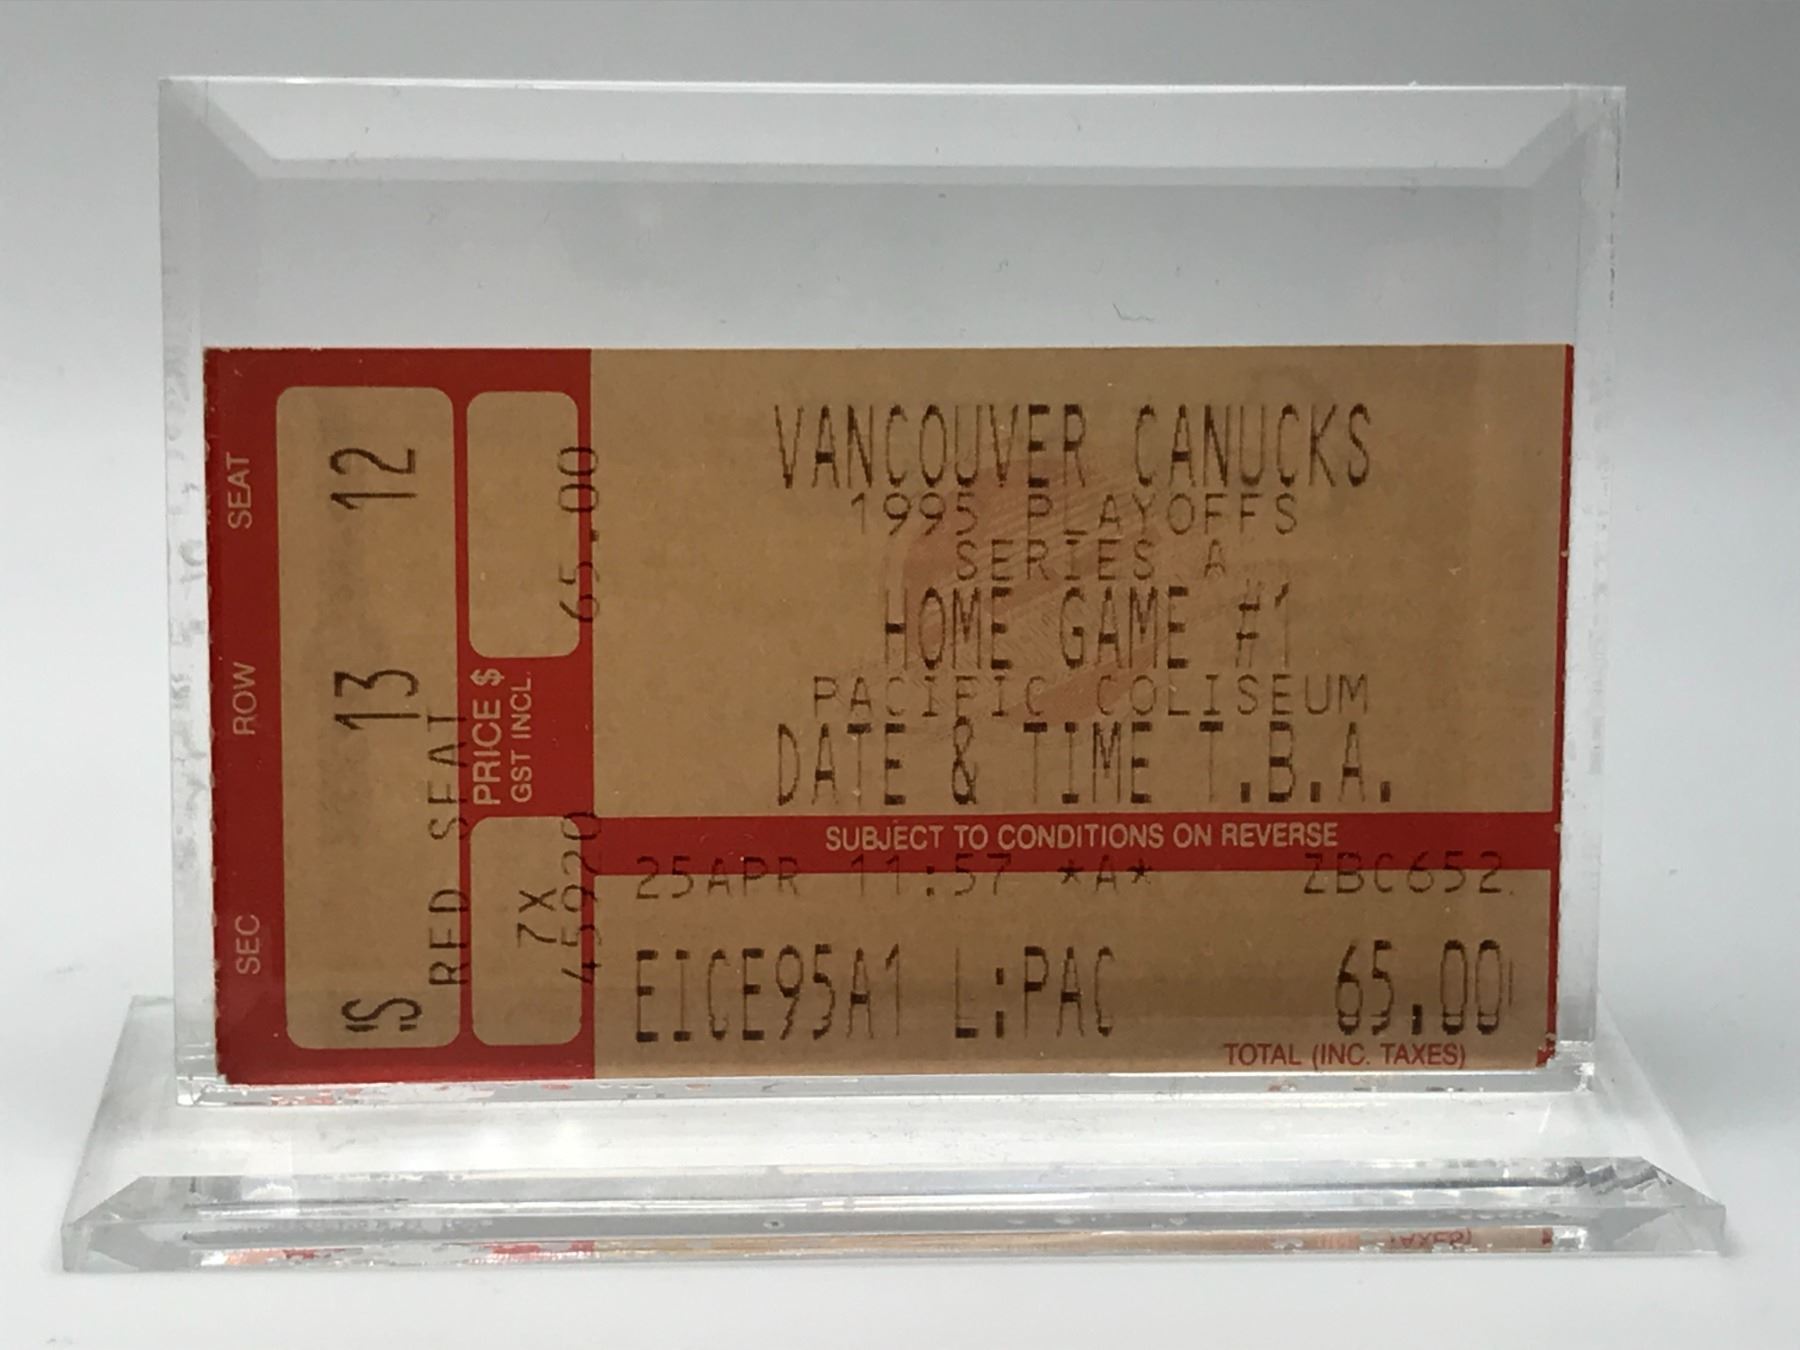 SEAT
12
ROW
13
SEC
"S"
RED SEAT
65.00
PRICE $
GST INCL.
7X
45920
VANCOUVER CANUCKS
1995 PLAYOFFS
SERIES A
HOME GAME #1
PACIFIC COLISEUM
DATE & TIME T.B.A.
SUBJECT TO CONDITIONS ON REVERSE
25APR 11:57 *A* ZBC652
EICE95A1 L:PAC 65.00
TOTAL (INC. TAXES)